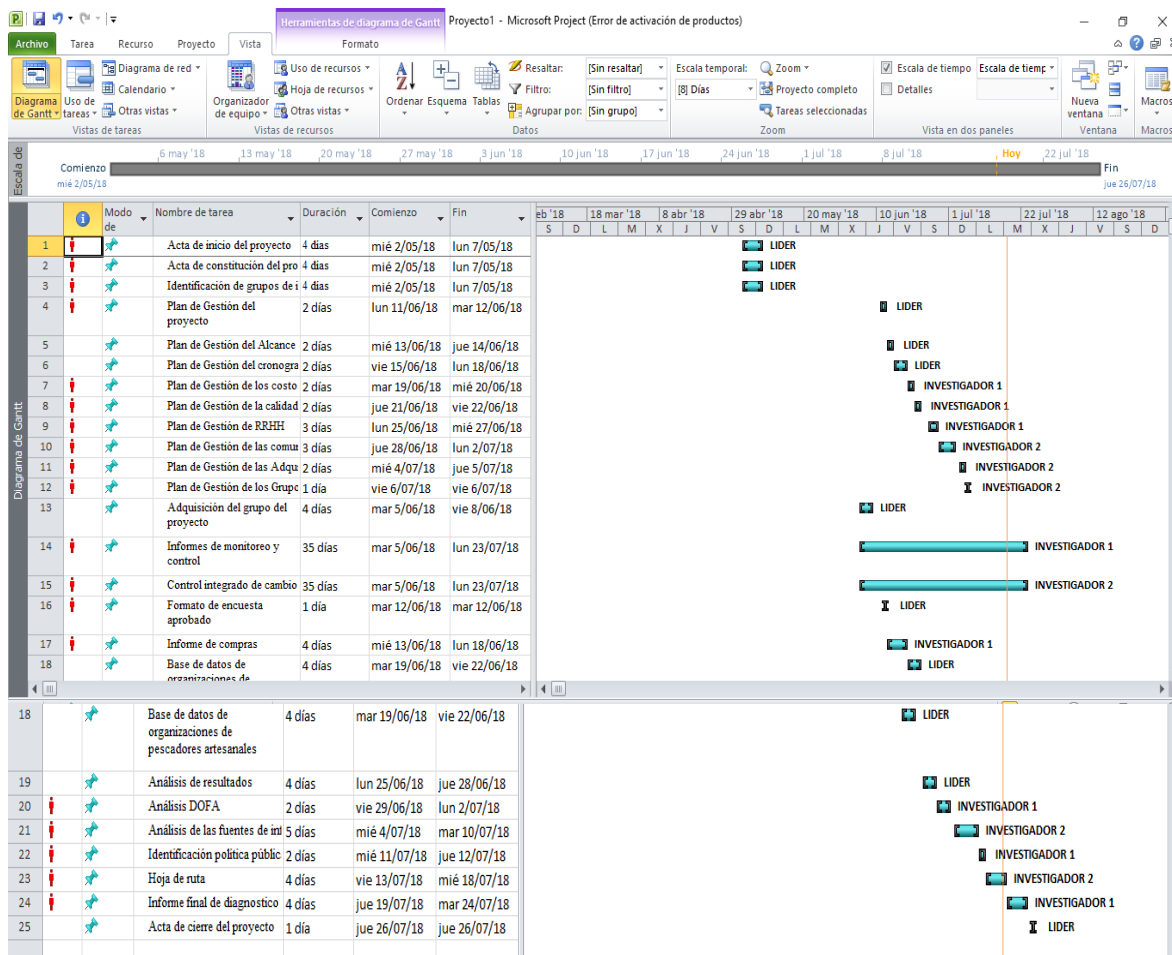 Herramientas de diagrama de Gantt Proyecto1 - Microsoft Project (Error de activación de productos)
Archivo Tarea Recurso Proyecto Vista Formato
Diagrama de Gantt
Uso de tareas
Diagrama de red
Calendario
Otras vistas
Vistas de tareas
Organizador de equipo
Uso de recursos
Hoja de recursos
Otras vistas
Vistas de recursos
Ordenar Esquema Tablas
Resaltar: [Sin resaltar]
Filtro: [Sin filtro]
Agrupar por: [Sin grupo]
Datos
Escala temporal:
[8] Días
Zoom
Proyecto completo
Tareas seleccionadas
Zoom
Escala de tiempo Escala de tiemp
Detalles
Vista en dos paneles
Nueva ventana
Ventana
Macros
Macros
Escala de
6 may '18 13 may '18 20 may '18 27 may '18 3 jun '18 10 jun '18 17 jun '18 24 jun '18 1 jul '18 8 jul '18 Hoy 22 jul '18
Comienzo
mié 2/05/18
Fin
jue 26/07/18
Diagrama de Gantt
Modo de Nombre de tarea Duración Comienzo Fin
eb '18 18 mar '18 8 abr '18 29 abr '18 20 may '18 10 jun '18 1 jul '18 22 jul '18 12 ago '18
S D L M X J V S D L M X J V S D L M X J V S D
1 Acta de inicio del proyecto 4 días mié 2/05/18 lun 7/05/18 LIDER
2 Acta de constitución del pro 4 días mié 2/05/18 lun 7/05/18 LIDER
3 Identificación de grupos de i 4 días mié 2/05/18 lun 7/05/18 LIDER
4 Plan de Gestión del 2 días lun 11/06/18 mar 12/06/18 LIDER
proyecto
5 Plan de Gestión del Alcance 2 días mié 13/06/18 jue 14/06/18 LIDER
6 Plan de Gestión del cronogra 2 días vie 15/06/18 lun 18/06/18 LIDER
7 Plan de Gestión de los costo 2 días mar 19/06/18 mié 20/06/18 INVESTIGADOR 1
8 Plan de Gestión de la calidad 2 días jue 21/06/18 vie 22/06/18 INVESTIGADOR 1
9 Plan de Gestión de RRHH 3 días lun 25/06/18 mié 27/06/18 INVESTIGADOR 1
10 Plan de Gestión de las comur 3 días jue 28/06/18 lun 2/07/18 INVESTIGADOR 2
11 Plan de Gestión de las Adqu 2 días mié 4/07/18 jue 5/07/18 INVESTIGADOR 2
12 Plan de Gestión de los Grupc 1 día vie 6/07/18 vie 6/07/18 INVESTIGADOR 2
13 Adquisición del grupo del 4 días mar 5/06/18 vie 8/06/18 LIDER
proyecto
14 Informes de monitoreo y 35 días mar 5/06/18 lun 23/07/18 INVESTIGADOR 1
control
15 Control integrado de cambio 35 días mar 5/06/18 lun 23/07/18 INVESTIGADOR 2
16 Formato de encuesta 1 día mar 12/06/18 mar 12/06/18 LIDER
aprobado
17 Informe de compras 4 días mié 13/06/18 lun 18/06/18 INVESTIGADOR 1
18 Base de datos de 4 días mar 19/06/18 vie 22/06/18 LIDER
organizaciones de
18 Base de datos de 4 días mar 19/06/18 vie 22/06/18 LIDER
organizaciones de
pescadores artesanales
19 Análisis de resultados 4 días lun 25/06/18 jue 28/06/18 LIDER
20 Análisis DOFA 2 días vie 29/06/18 lun 2/07/18 INVESTIGADOR 1
21 Análisis de las fuentes de inf 5 días mié 4/07/18 mar 10/07/18 INVESTIGADOR 2
22 Identificación política públic 2 días mié 11/07/18 jue 12/07/18 INVESTIGADOR 1
23 Hoja de ruta 4 días vie 13/07/18 mié 18/07/18 INVESTIGADOR 2
24 Informe final de diagnostico 4 días jue 19/07/18 mar 24/07/18 INVESTIGADOR 1
25 Acta de cierre del proyecto 1 día jue 26/07/18 jue 26/07/18 LIDER